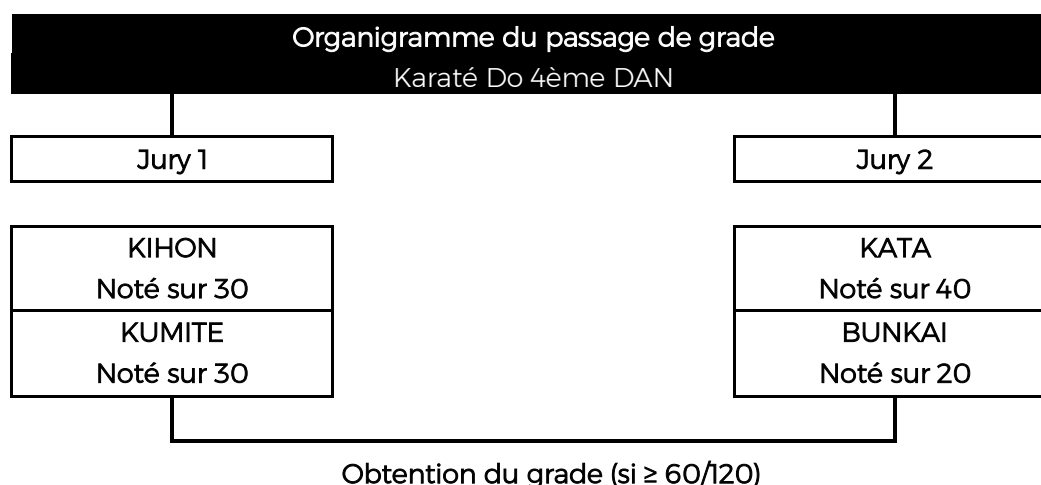 Organigramme du passage de grade
Karaté Do 4ème DAN
Jury 1
Jury 2
KIHON
Noté sur 30
KUMITE
Noté sur 30
KATA
Noté sur 40
BUNKAI
Noté sur 20
Obtention du grade (si ≥ 60/120)